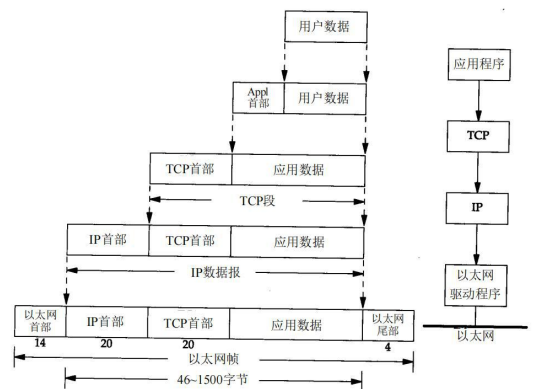 用户数据
Appl
首部
用户数据
应用程序
TCP首部
应用数据
TCP
TCP段
IP首部
TCP首部
应用数据
IP
IP数据报
以太网
驱动程序
以太网
首部
IP首部
TCP首部
应用数据
以太网
尾部
以太网
14
20
20
4
以太网帧
46~1500字节